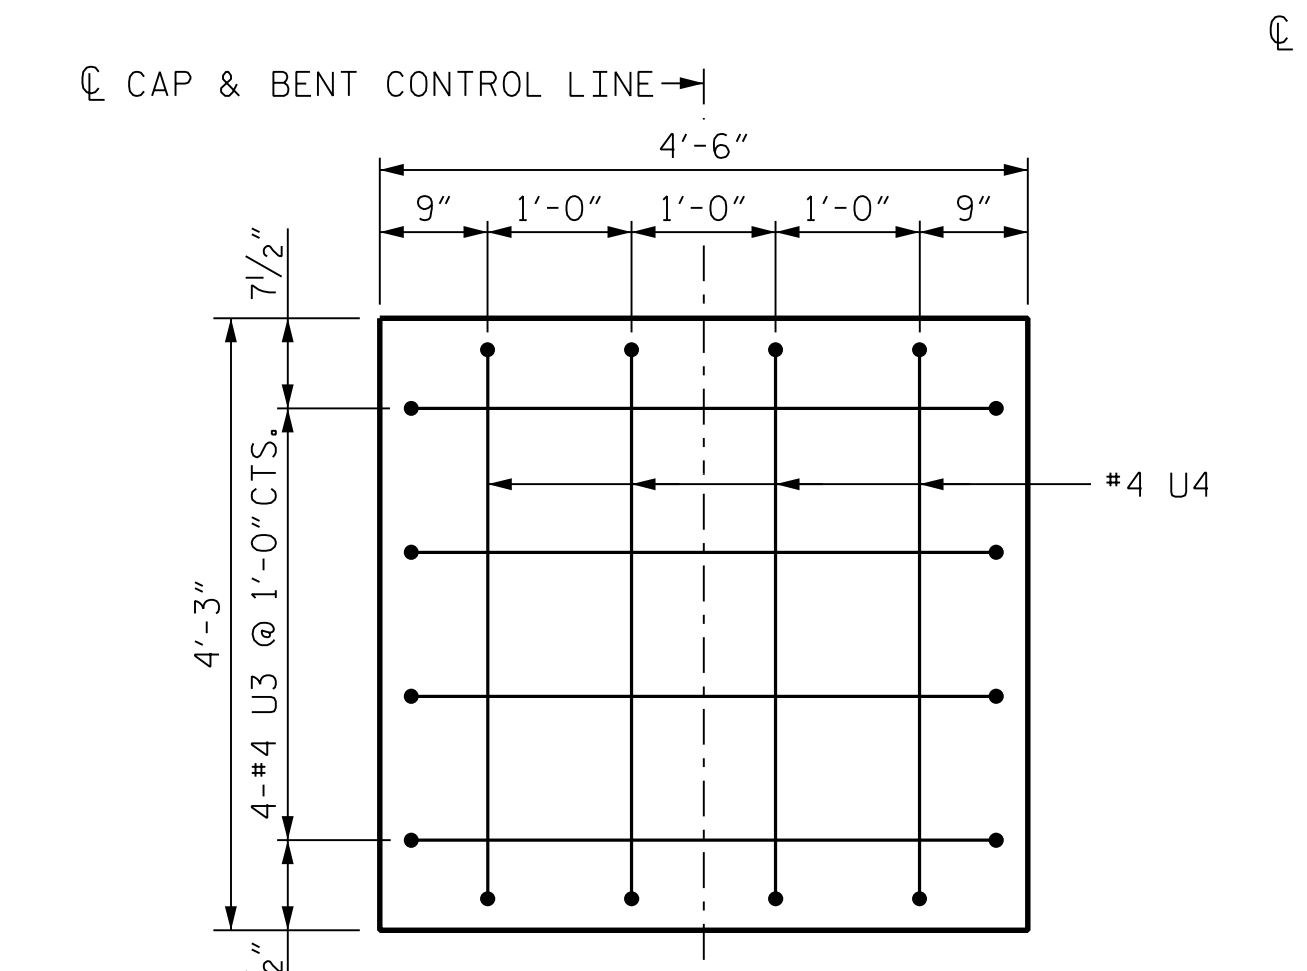 ℄
℄ CAP & BENT CONTROL LINE
4'-6"
9" 1'-0" 1'-0" 1'-0" 9"
7½"
4-#4 U3 @ 1'-0"CTS.
4'-3"
#4 U4